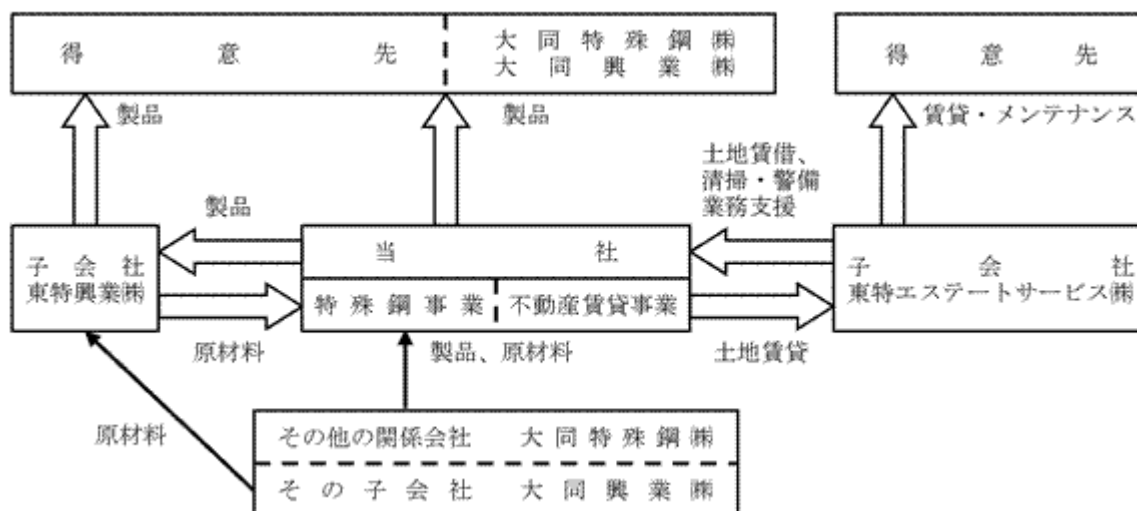 得意先
大同特殊鋼㈱
大同興業㈱
得意先
製品
製品
賃貸・メンテナンス
土地賃借、
清掃・警備
業務支援
製品
子会社
東特興業㈱
当社
特殊鋼事業
不動産賃貸事業
子会社
東特エステートサービス㈱
原材料
製品、原材料
土地賃貸
原材料
その他の関係会社 大同特殊鋼㈱
その子会社 大同興業㈱